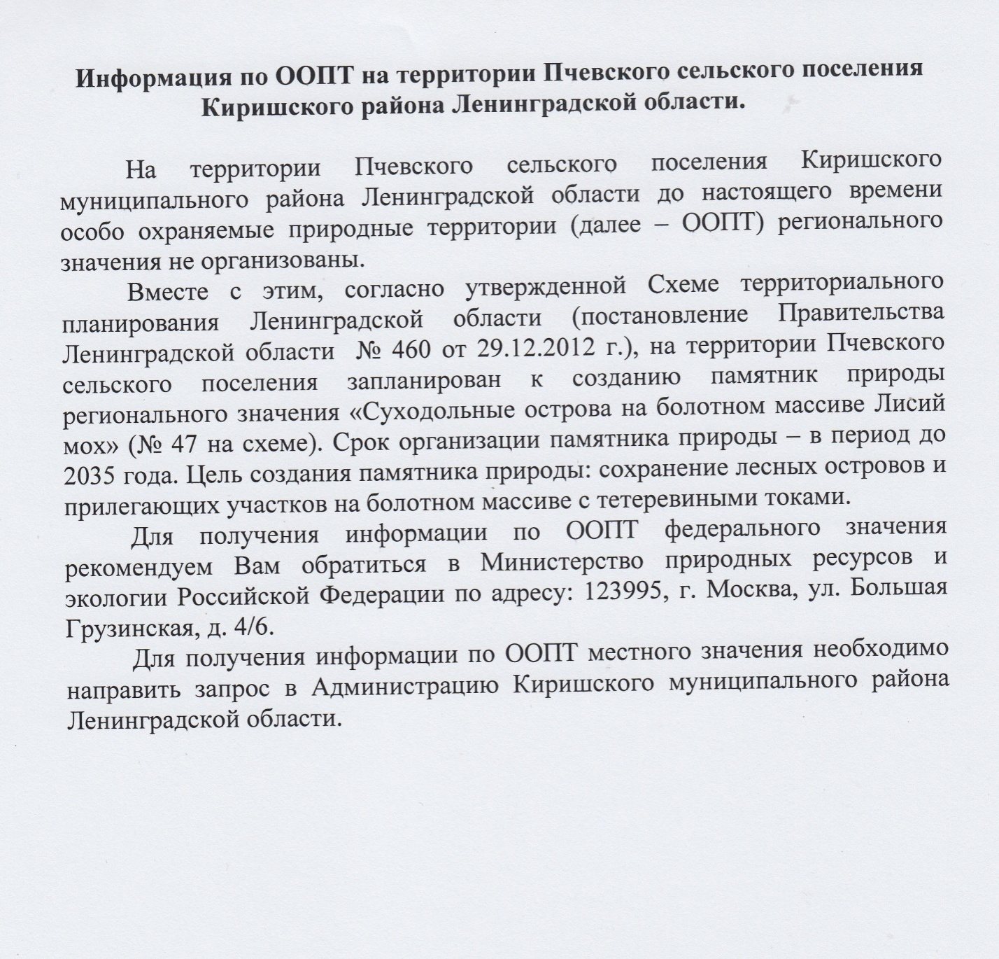 Информация по ООПТ на территории Пчевского сельского поселения
Киришского района Ленинградской области.
На территории Пчевского сельского поселения Киришского
муниципального района Ленинградской области до настоящего времени
особо охраняемые природные территории (далее – ООПТ) регионального
значения не организованы.
Вместе с этим, согласно утвержденной Схеме территориального
планирования Ленинградской области (постановление Правительства
Ленинградской области № 460 от 29.12.2012 г.), на территории Пчевского
сельского поселения запланирован к созданию памятник природы
регионального значения «Суходольные острова на болотном массиве Лисий
мох» (№ 47 на схеме). Срок организации памятника природы – в период до
2035 года. Цель создания памятника природы: сохранение лесных островов и
прилегающих участков на болотном массиве с тетеревиными токами.
Для получения информации по ООПТ федерального значения
рекомендуем Вам обратиться в Министерство природных ресурсов и
экологии Российской Федерации по адресу: 123995, г. Москва, ул. Большая
Грузинская, д. 4/6.
Для получения информации по ООПТ местного значения необходимо
направить запрос в Администрацию Киришского муниципального района
Ленинградской области.